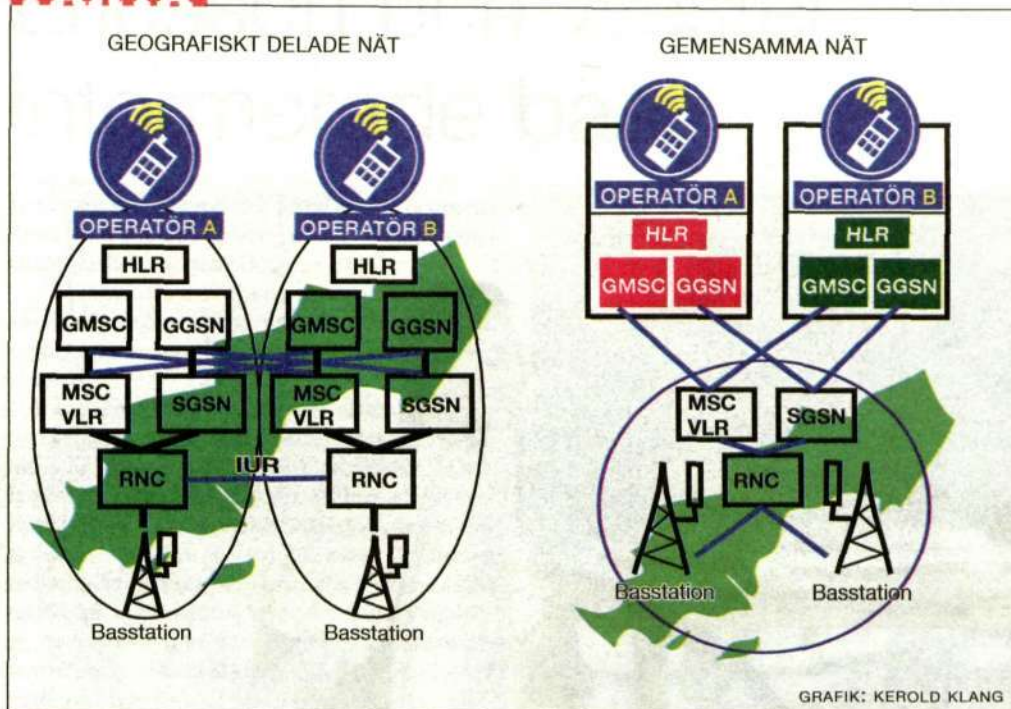 GEOGRAFISKT DELADE NÄT
OPERATÖR A
HLR
GMSC
GGSN
MSC
VLR
SGSN
RNC
Basstation
OPERATÖR B
HLR
GMSC
GGSN
MSC
VLR
SGSN
RNC
Basstation
IUR
GEMENSAMMA NÄT
OPERATÖR A
HLR
GMSC
GGSN
OPERATÖR B
HLR
GMSC
GGSN
MSC
VLR
SGSN
RNC
Basstation
Basstation
GRAFIK: KEROLD KLANG